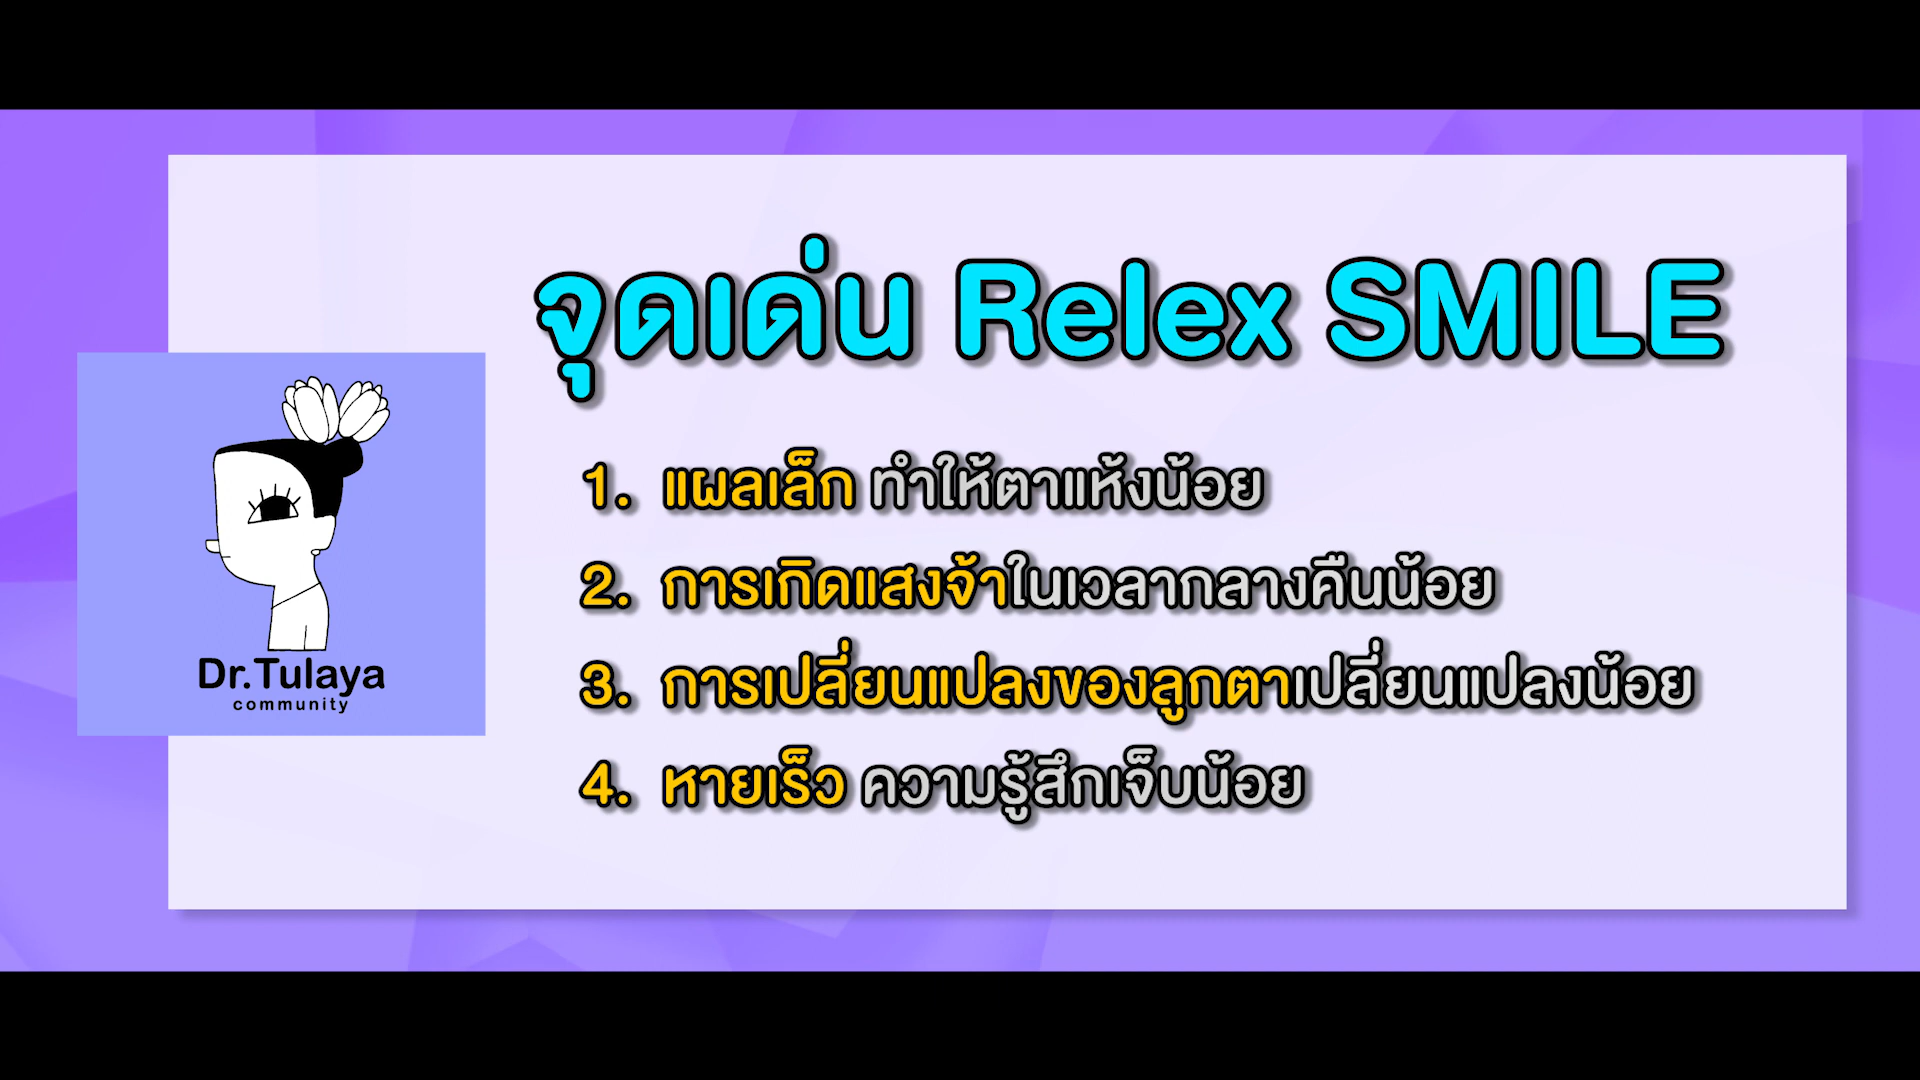 จุดเด่น Relex SMILE
1. แผลเล็ก ทำให้ตาแห้งน้อย
2. การเกิดแสงจ้าในเวลากลางคืนน้อย
3. การเปลี่ยนแปลงของลูกตาเปลี่ยนแปลงน้อย
4. หายเร็ว ความรู้สึกเจ็บน้อย
Dr.Tulaya
community